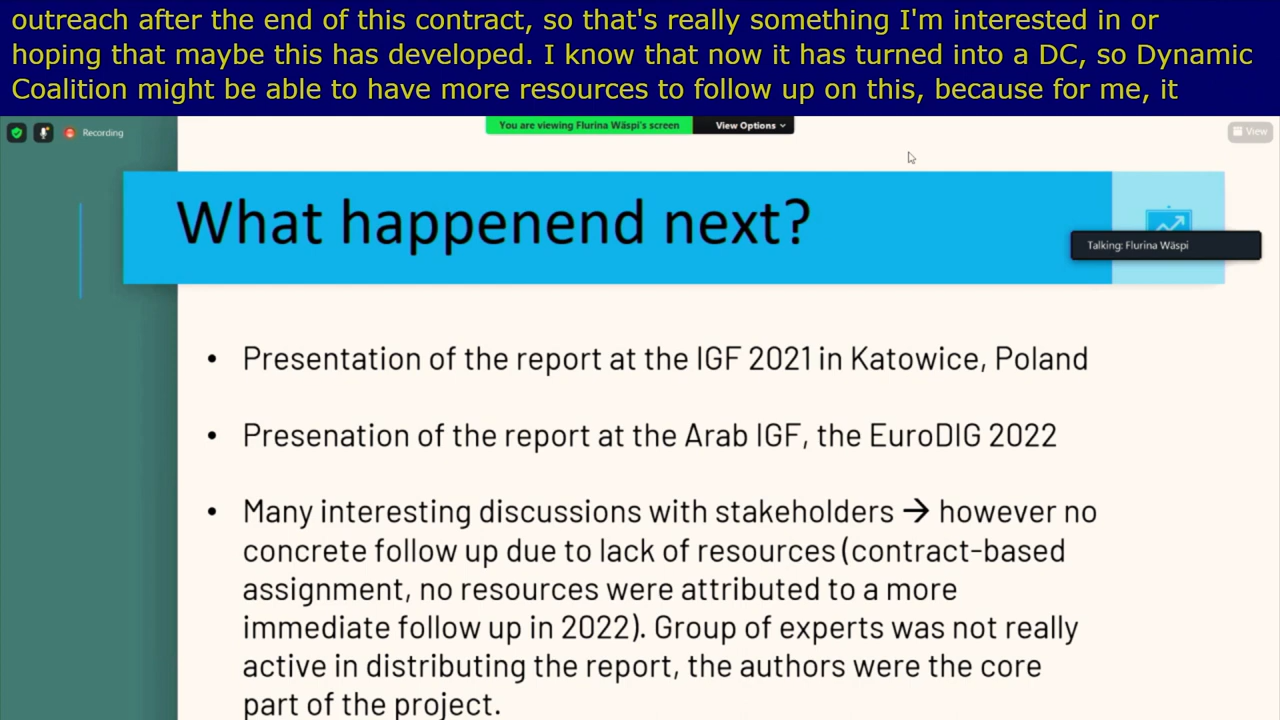 outreach after the end of this contract, so that's really something I'm interested in or
hoping that maybe this has developed. I know that now it has turned into a DC, so Dynamic
Coalition might be able to have more resources to follow up on this, because for me, it
Recording
You are viewing Flurina Wäspi's screen
View Options
View
What happenend next?
Talking: Flurina Wäspi
• Presentation of the report at the IGF 2021 in Katowice, Poland
• Presenation of the report at the Arab IGF, the EuroDIG 2022
• Many interesting discussions with stakeholders → however no
concrete follow up due to lack of resources (contract-based
assignment, no resources were attributed to a more
immediate follow up in 2022). Group of experts was not really
active in distributing the report, the authors were the core
part of the project.